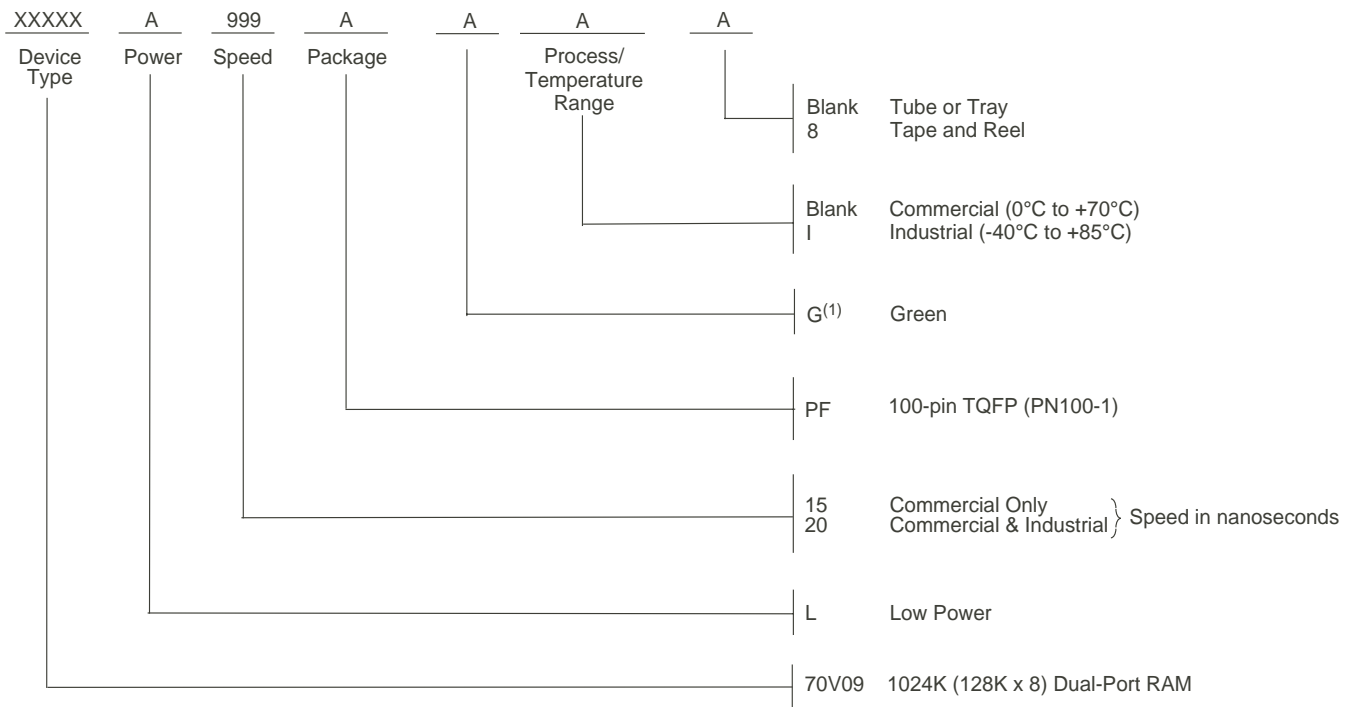 XXXXX A 999 A A A A
Device Type Power Speed Package Process/ Temperature Range
Blank Tube or Tray
8 Tape and Reel
Blank Commercial (0°C to +70°C)
I Industrial (-40°C to +85°C)
G(1) Green
PF 100-pin TQFP (PN100-1)
15 Commercial Only
20 Commercial & Industrial
Speed in nanoseconds
L Low Power
70V09 1024K (128K x 8) Dual-Port RAM